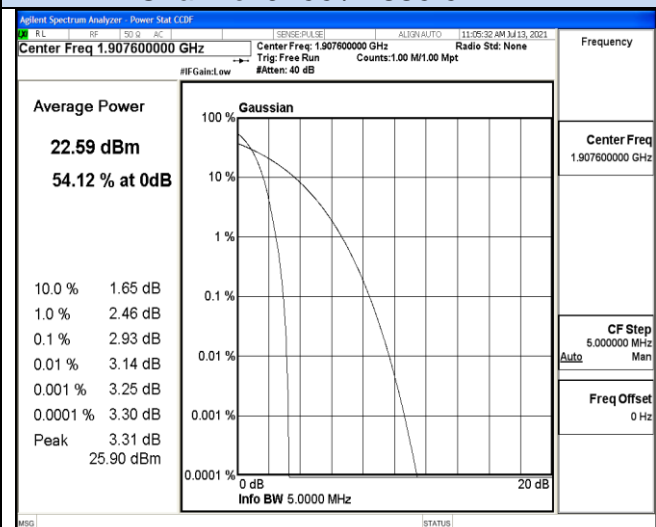 Agilent Spectrum Analyzer - Power Stat CCDF
RL RF 50 Ω AC SENSE:PULSE ALIGN AUTO 11:05:32 AM Jul 13, 2021
Center Freq 1.907600000 GHz
Center Freq: 1.907600000 GHz Radio Std: None
Trig: Free Run Counts:1.00 M/1.00 Mpt
#IFGain:Low #Atten: 40 dB
Frequency
Center Freq
1.907600000 GHz
CF Step
5.000000 MHz
Auto Man
Freq Offset
0 Hz
Average Power
22.59 dBm
54.12 % at 0dB
10.0 % 1.65 dB
1.0 % 2.46 dB
0.1 % 2.93 dB
0.01 % 3.14 dB
0.001 % 3.25 dB
0.0001 % 3.30 dB
Peak 3.31 dB
25.90 dBm
Gaussian
100 %
10 %
1 %
0.1 %
0.01 %
0.001 %
0.0001 %
0 dB 20 dB
Info BW 5.0000 MHz
MSG STATUS